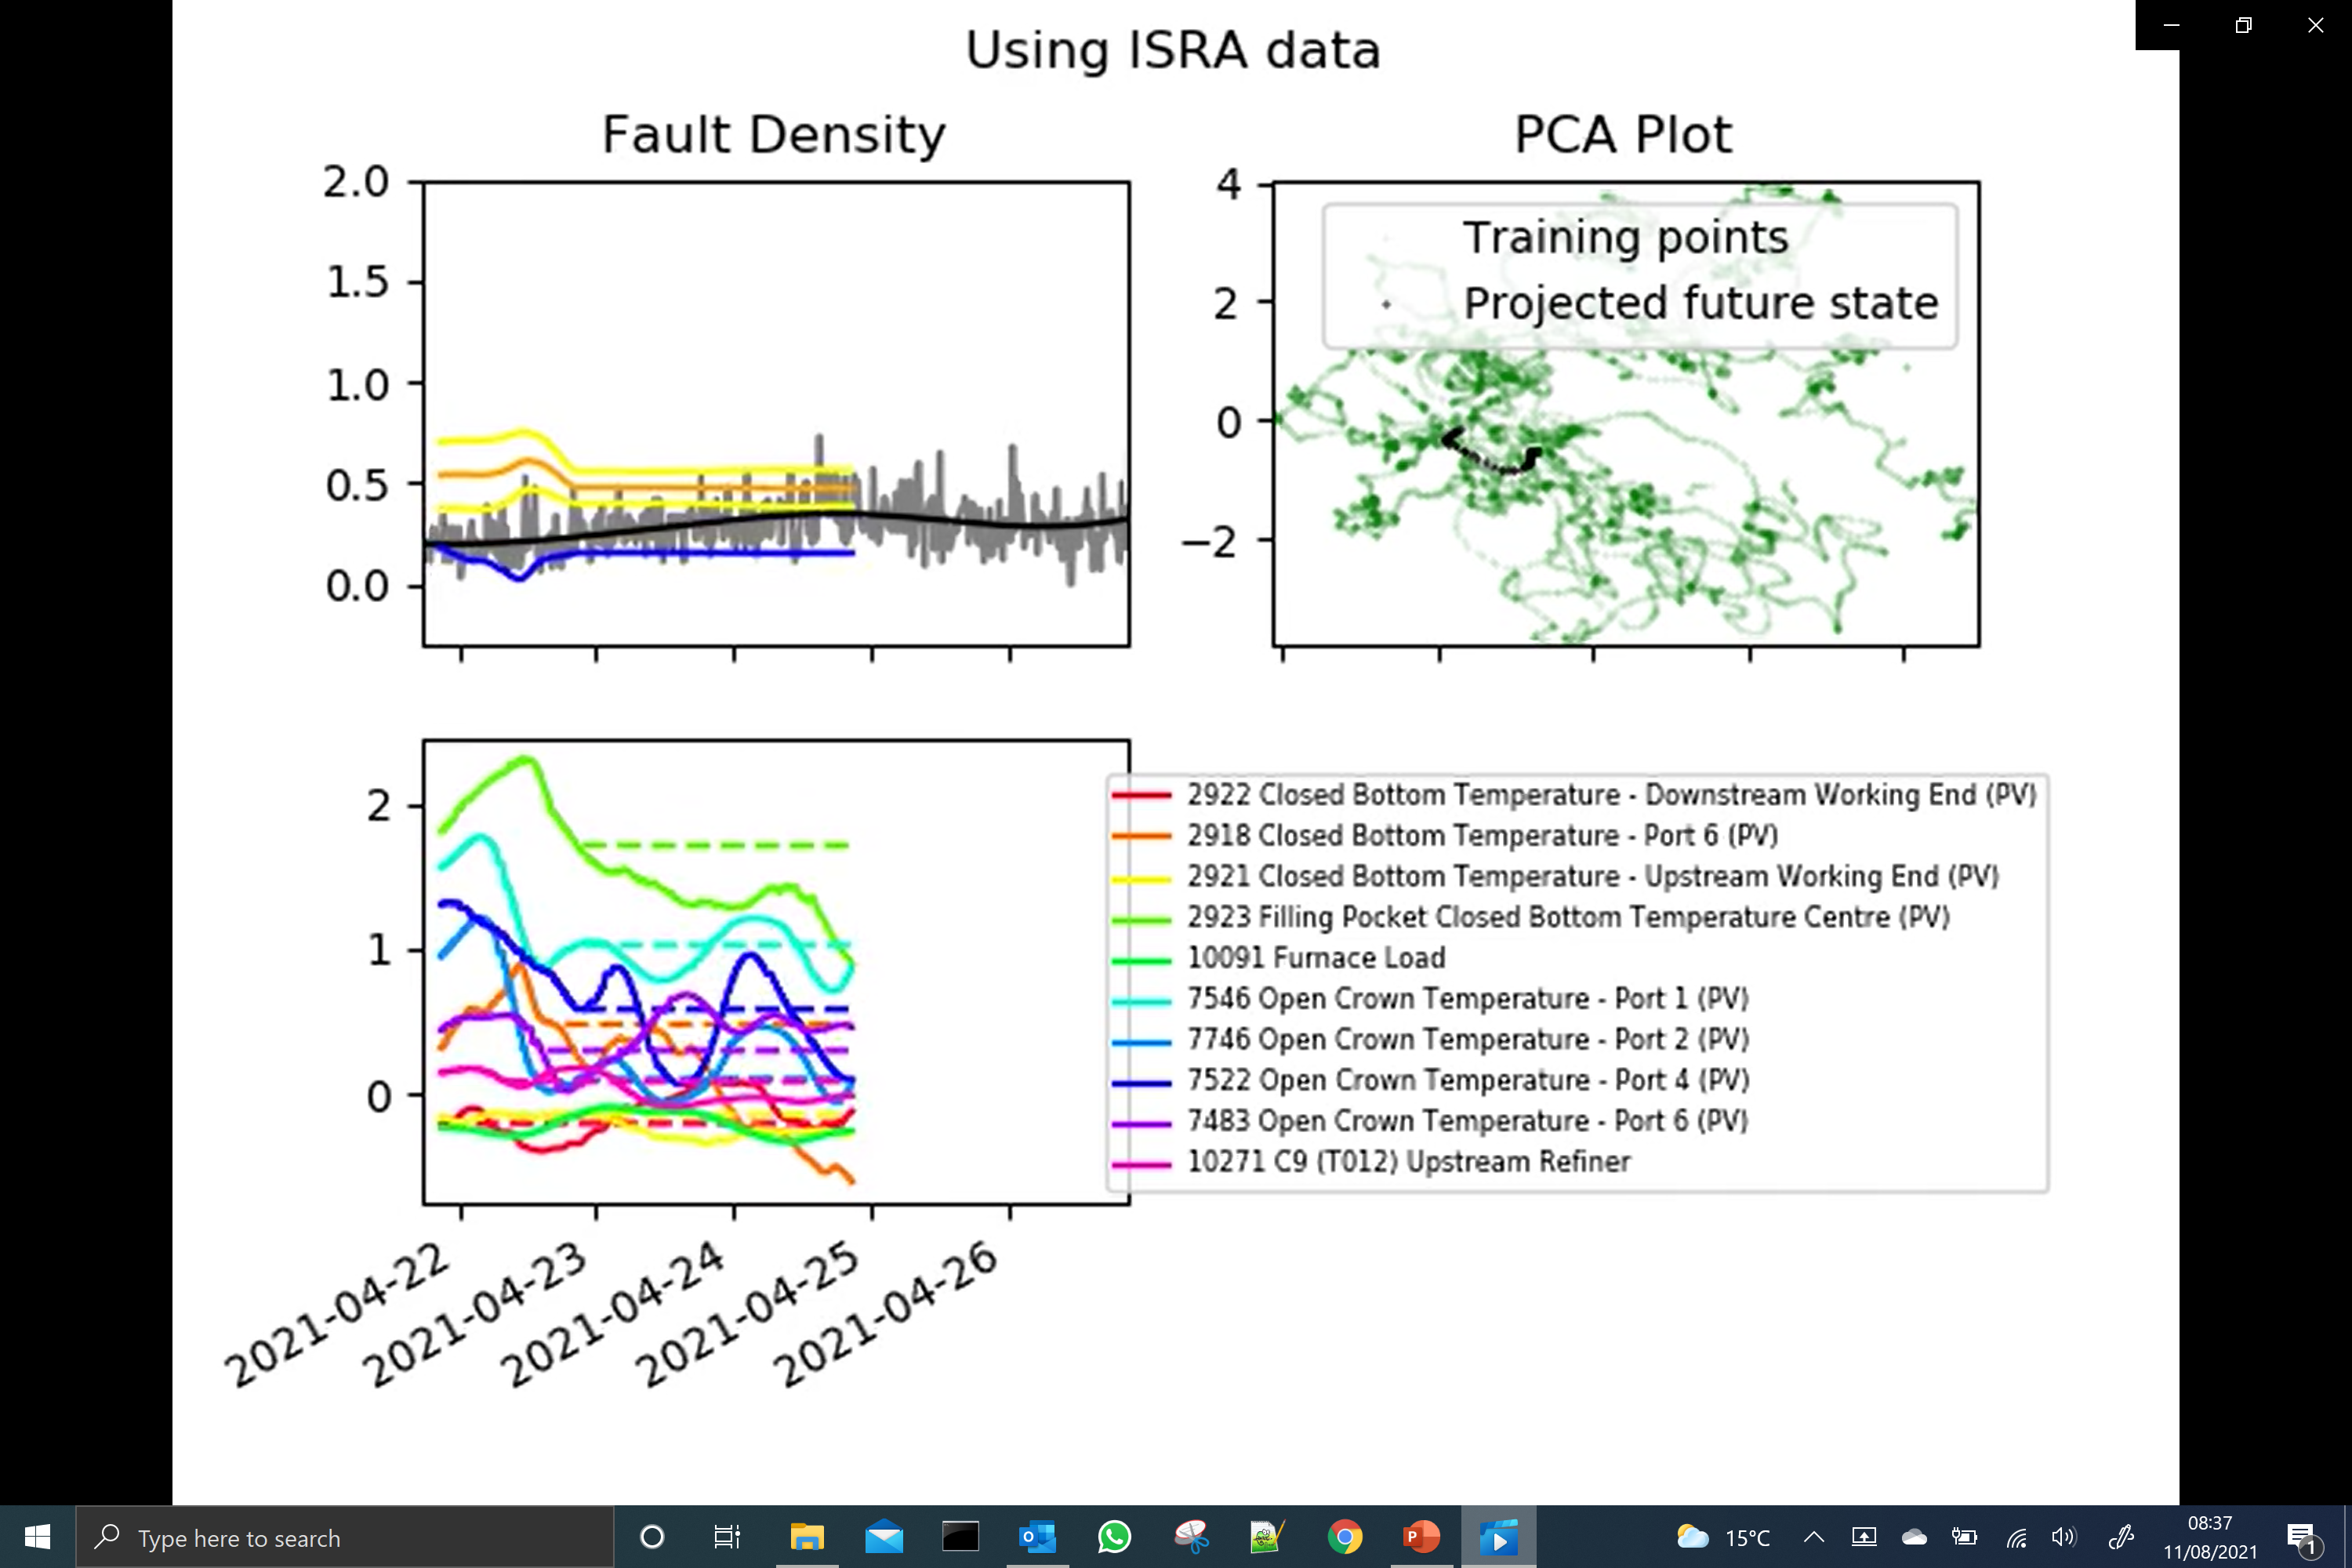 Using ISRA data
Fault Density
2.0
1.5
1.0
0.5
0.0
PCA Plot
4
2
0
−2
Training points
Projected future state
2
1
0
2021-04-22
2021-04-23
2021-04-24
2021-04-25
2021-04-26
2922 Closed Bottom Temperature - Downstream Working End (PV)
2918 Closed Bottom Temperature - Port 6 (PV)
2921 Closed Bottom Temperature - Upstream Working End (PV)
2923 Filling Pocket Closed Bottom Temperature Centre (PV)
10091 Furnace Load
7546 Open Crown Temperature - Port 1 (PV)
7746 Open Crown Temperature - Port 2 (PV)
7522 Open Crown Temperature - Port 4 (PV)
7483 Open Crown Temperature - Port 6 (PV)
10271 C9 (T012) Upstream Refiner
Type here to search
15°C
08:37
11/08/2021
1